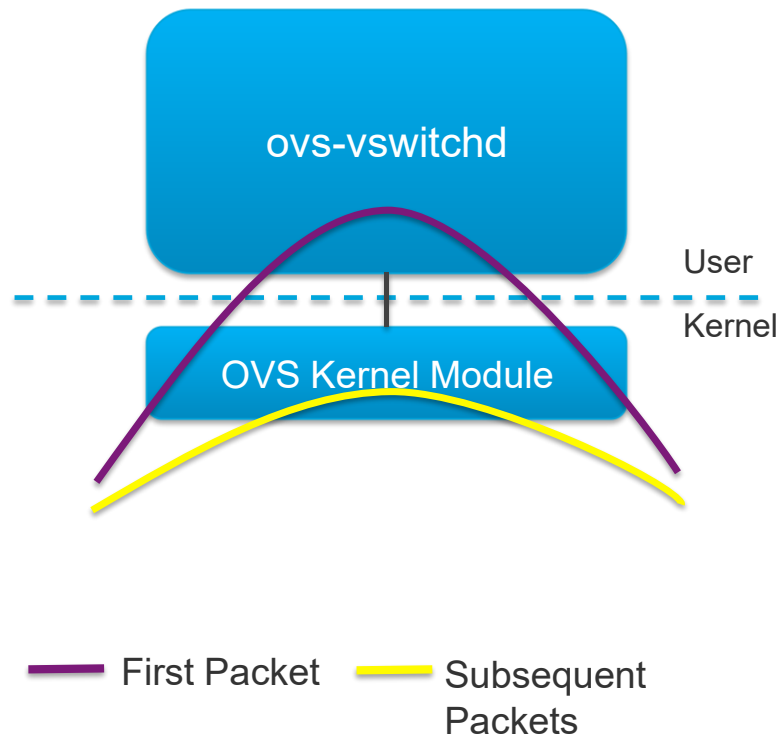 ovs-vswitchd
User
Kernel
OVS Kernel Module
First Packet
Subsequent
Packets